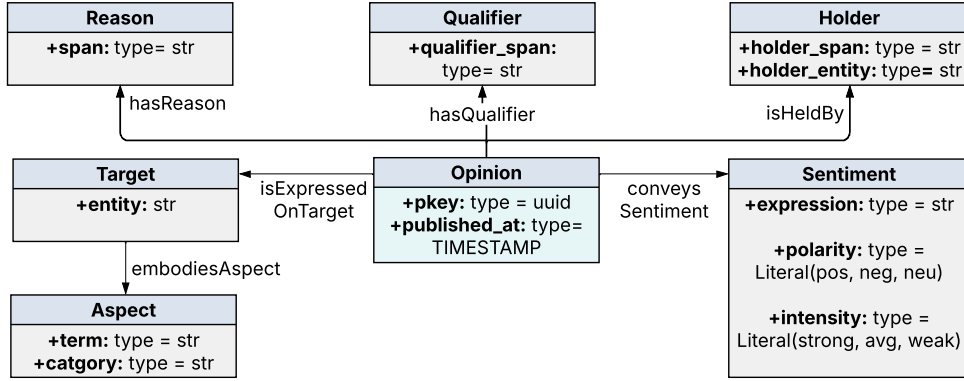 Reason
+span: type= str
Qualifier
+qualifier_span:
type= str
Holder
+holder_span: type = str
+holder_entity: type= str
hasReason
hasQualifier
isHeldBy
Target
+entity: str
isExpressed
OnTarget
Opinion
+pkey: type = uuid
+published_at: type=
TIMESTAMP
conveys
Sentiment
Sentiment
+expression: type = str
+polarity: type =
Literal(pos, neg, neu)
+intensity: type =
Literal(strong, avg, weak)
embodiesAspect
Aspect
+term: type = str
+catgory: type = str